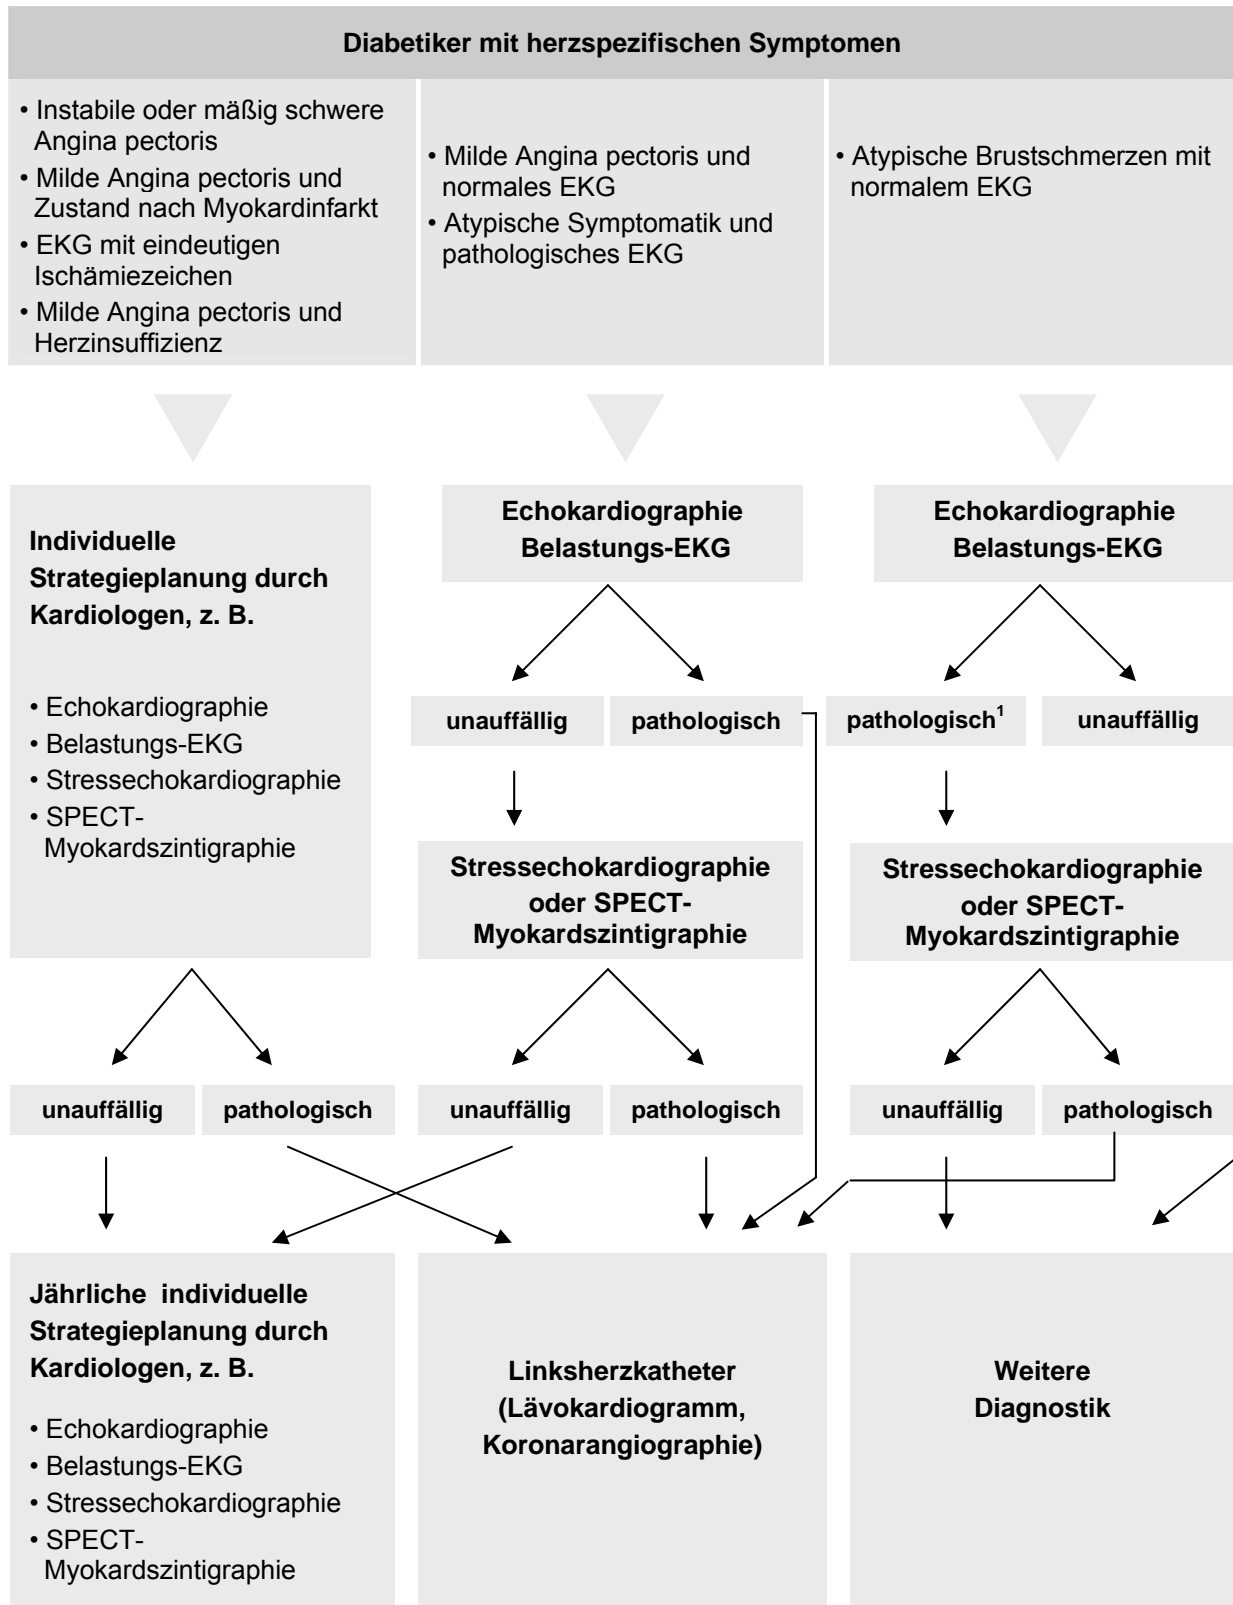 Diabetiker mit herzspezifischen Symptomen
• Instabile oder mäßig schwere
Angina pectoris
• Milde Angina pectoris und
Zustand nach Myokardinfarkt
• EKG mit eindeutigen
Ischämiezeichen
• Milde Angina pectoris und
Herzinsuffizienz
• Milde Angina pectoris und
normales EKG
• Atypische Symptomatik und
pathologisches EKG
• Atypische Brustschmerzen mit
normalem EKG
Individuelle
Strategieplanung durch
Kardiologen, z. B.
• Echokardiographie
• Belastungs-EKG
• Stressechokardiographie
• SPECT-
Myokardszintigraphie
Echokardiographie
Belastungs-EKG
Echokardiographie
Belastungs-EKG
unauffällig
pathologisch
pathologisch¹
unauffällig
Stressechokardiographie
oder SPECT-
Myokardszintigraphie
Stressechokardiographie
oder SPECT-
Myokardszintigraphie
unauffällig
pathologisch
unauffällig
pathologisch
unauffällig
pathologisch
Jährliche individuelle
Strategieplanung durch
Kardiologen, z. B.
• Echokardiographie
• Belastungs-EKG
• Stressechokardiographie
• SPECT-
Myokardszintigraphie
Linksherzkatheter
(Lävokardiogramm,
Koronarangiographie)
Weitere
Diagnostik